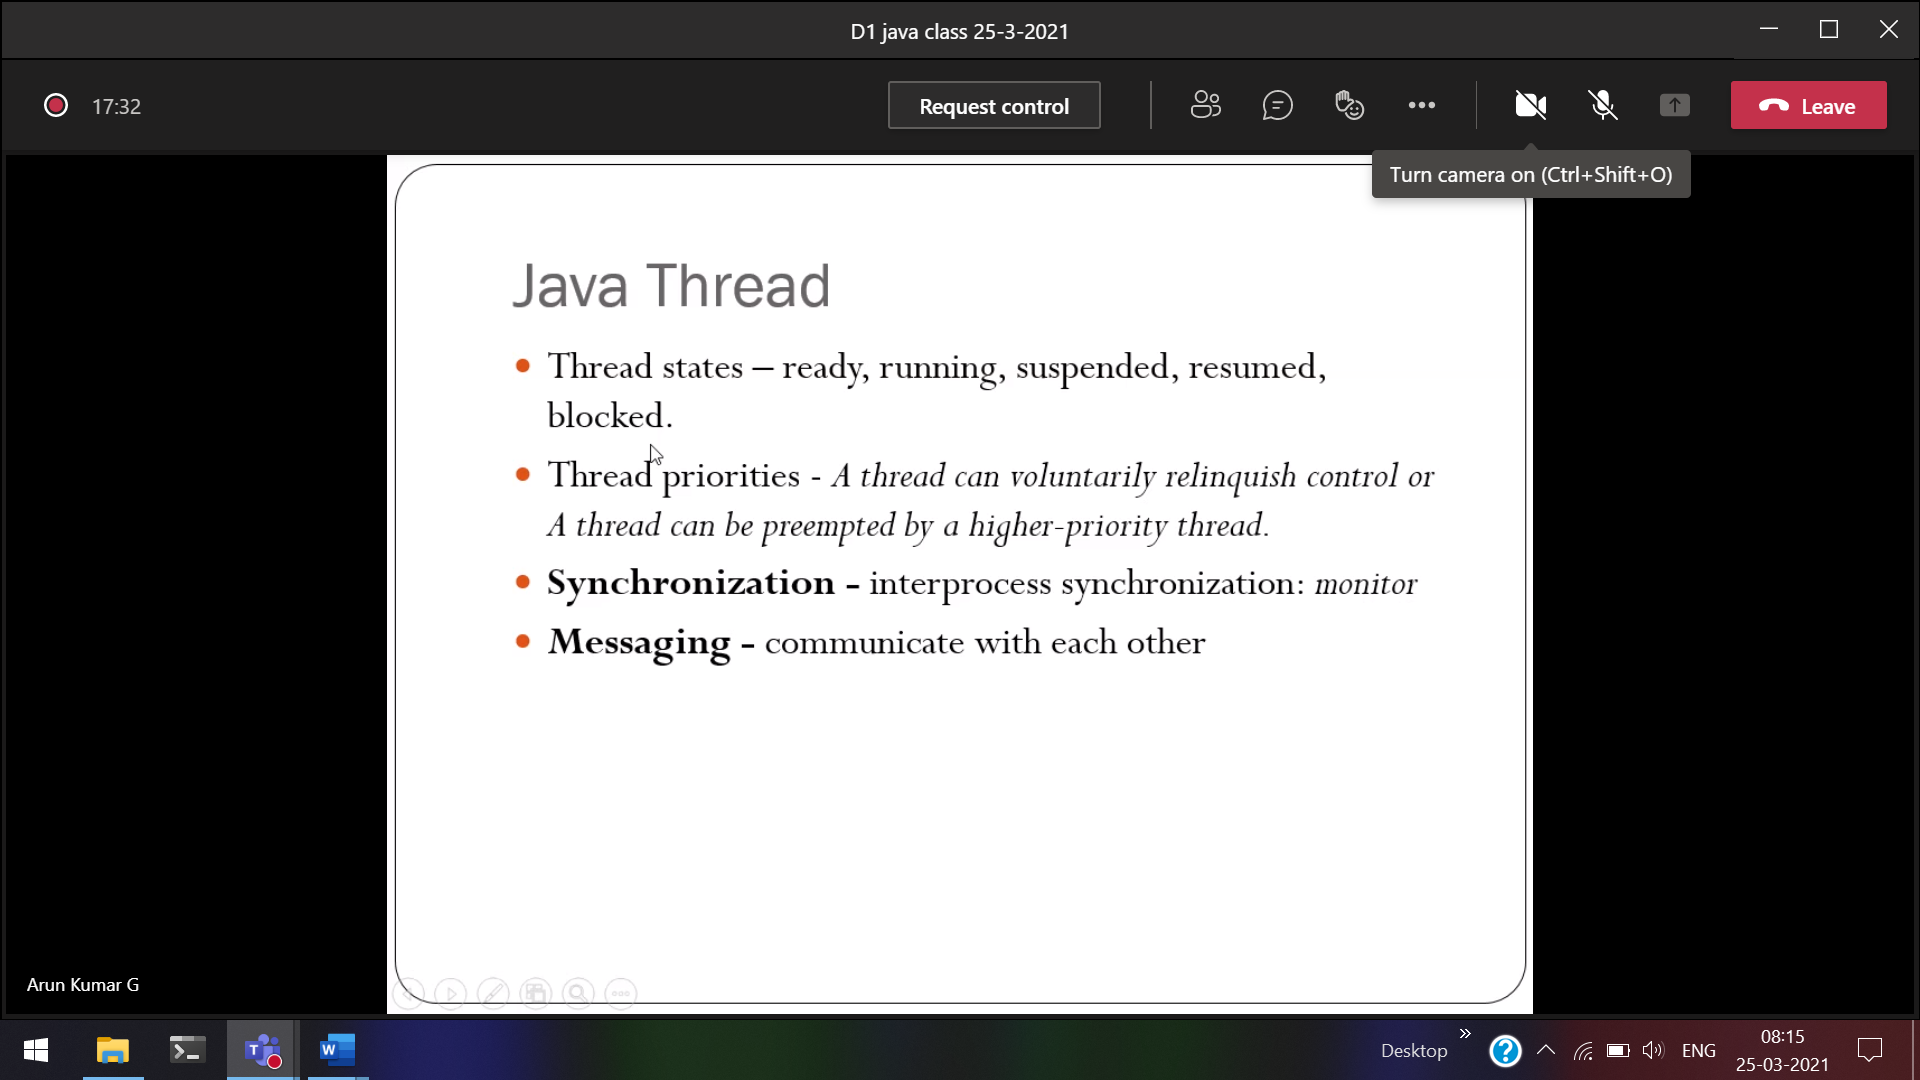 D1 java class 25-3-2021
17:32
Request control
Leave
Turn camera on (Ctrl+Shift+O)
Java Thread
• Thread states – ready, running, suspended, resumed,
blocked.
• Thread priorities - A thread can voluntarily relinquish control or
A thread can be preempted by a higher-priority thread.
• Synchronization - interprocess synchronization: monitor
• Messaging - communicate with each other
Arun Kumar G
Desktop
ENG
08:15
25-03-2021